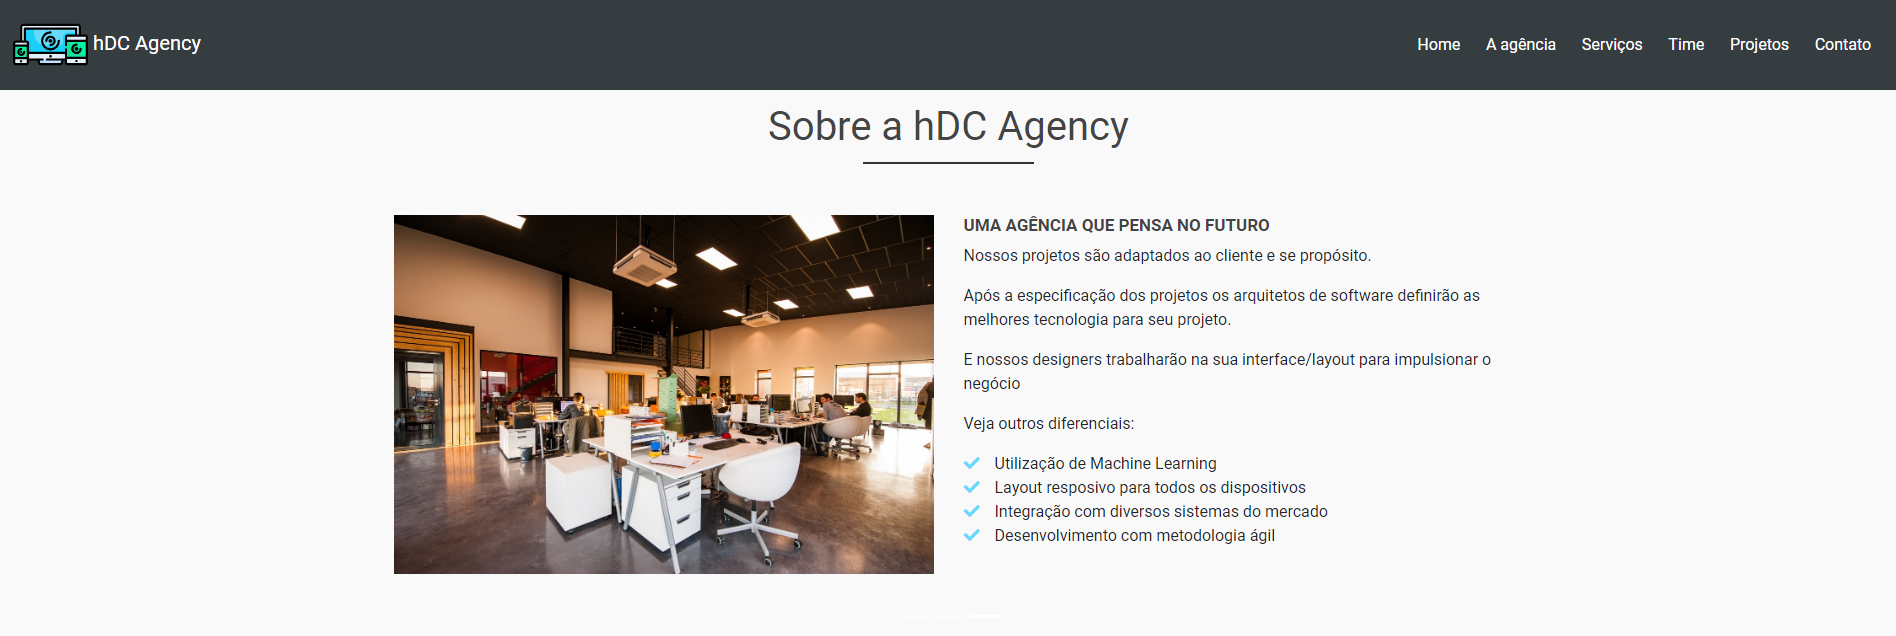 hDC Agency
Home A agência Serviços Time Projetos Contato
Sobre a hDC Agency
UMA AGÊNCIA QUE PENSA NO FUTURO
Nossos projetos são adaptados ao cliente e se propósito.
Após a especificação dos projetos os arquitetos de software definirão as
melhores tecnologia para seu projeto.
E nossos designers trabalharão na sua interface/layout para impulsionar o
negócio
Veja outros diferenciais:
Utilização de Machine Learning
Layout resposivo para todos os dispositivos
Integração com diversos sistemas do mercado
Desenvolvimento com metodologia ágil